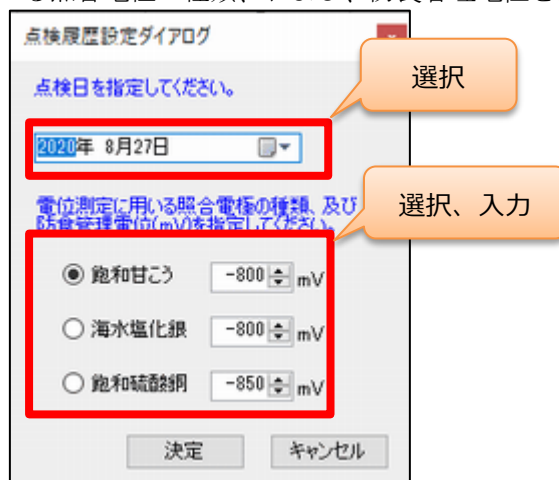 点検履歴設定ダイアログ
選択
点検日を指定してください。
2020年 8月27日
選択、入力
電位測定に用いる照合電極の種類、及び
防食管理電位(mV)を指定してください。
飽和甘こう -800 mV
海水塩化銀 -800 mV
飽和硫酸銅 -850 mV
決定 キャンセル